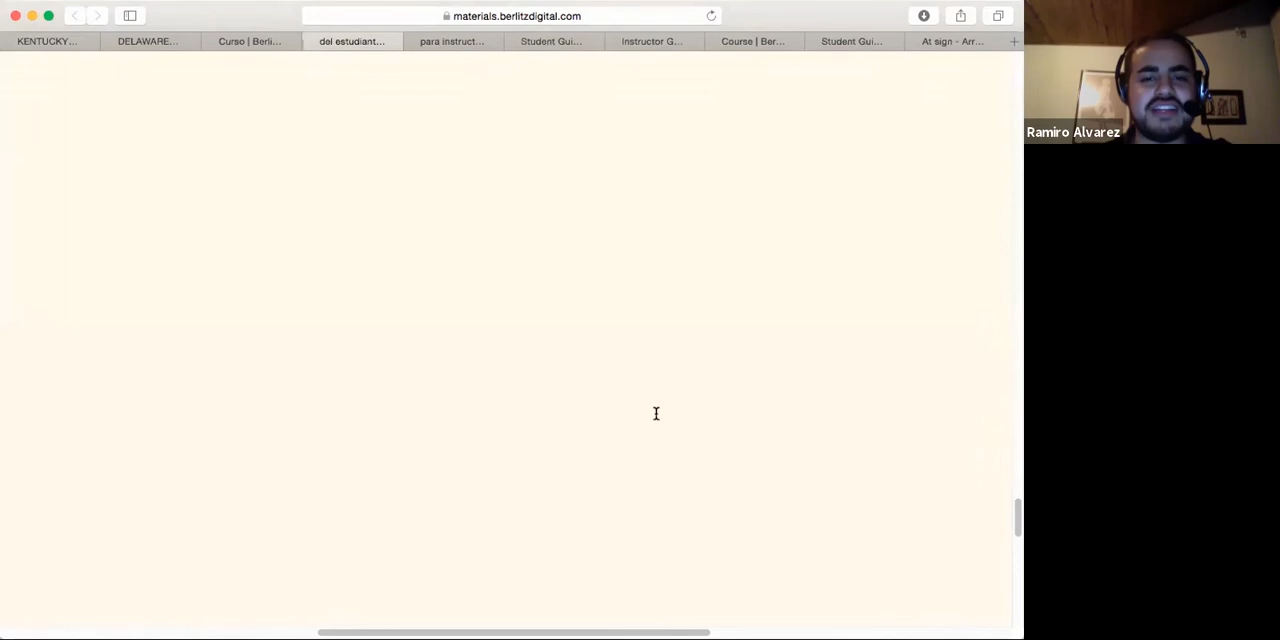 materials.berlitzdigital.com
KENTUCKY...
DELAWARE...
Curso | Berli...
del estudiant...
para instruct...
Student Gui...
Instructor G...
Course | Ber...
Student Gui...
At sign - Arr...
Ramiro Alvarez